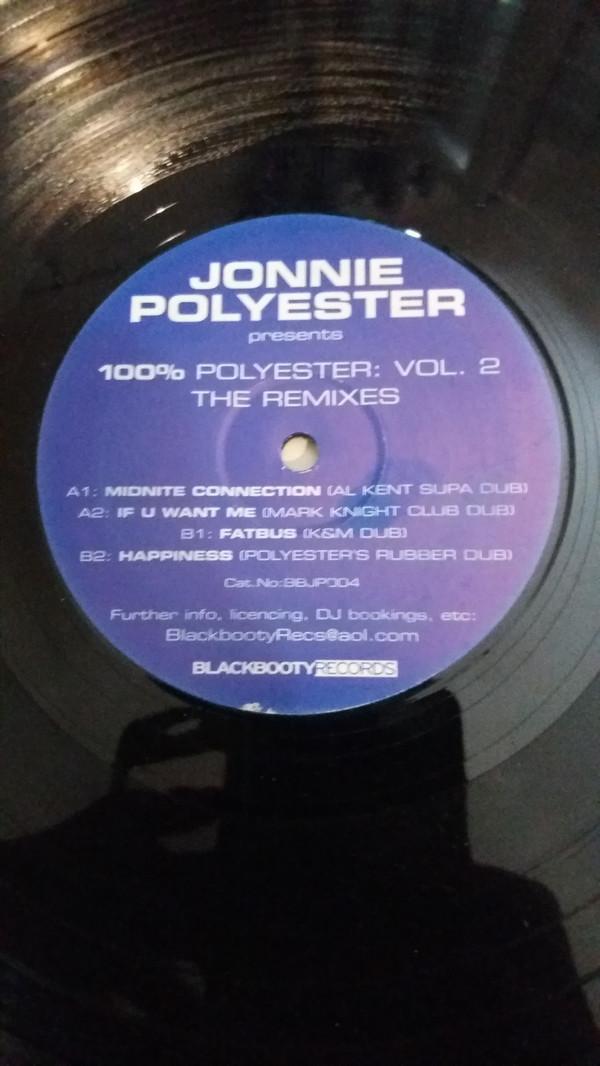 JONNIE
POLYESTER
presents
100% POLYESTER: VOL. 2
THE REMIXES
A1: MIDNITE CONNECTION (AL KENT SUPA DUB)
A2: IF U WANT ME (MARK KNIGHT CLUB DUB)
B1: FATBUS (K&M DUB)
B2: HAPPINESS (POLYESTER'S RUBBER DUB)
Cat.No:BBJP004
Further info, licencing, DJ bookings, etc:
BlackbootyRecs@aol.com
BLACKBOOTYRECORDS